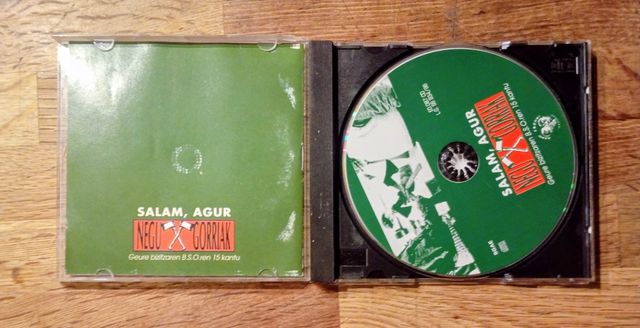 SALAM, AGUR
NEGU GORRIAK
Geure bizitzaren B.S.O.ren 15 kantu
SALAM, AGUR
NEGU GORRIAK
Geure bizitzaren B.S.O.ren 15 kantu